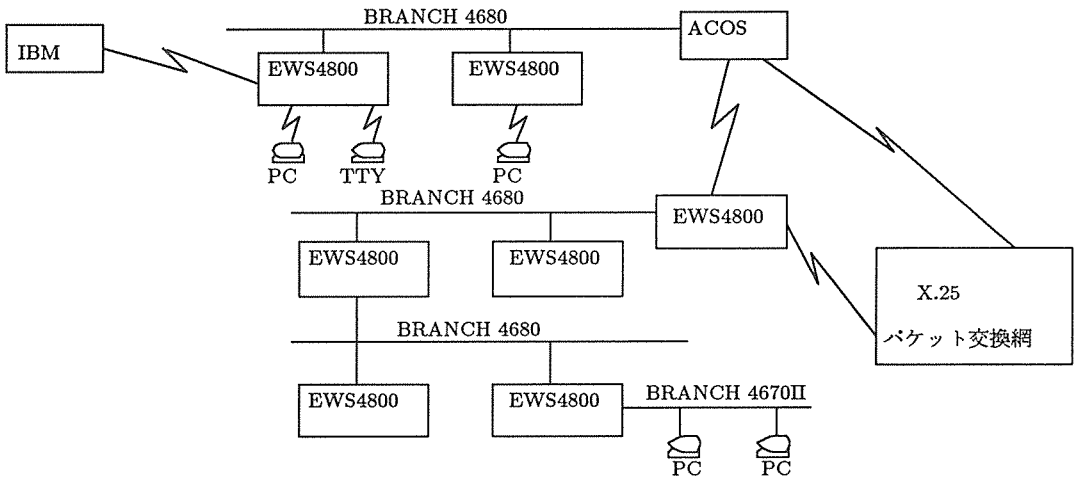 BRANCH 4680
IBM
ACOS
EWS4800
EWS4800
PC
TTY
PC
BRANCH 4680
EWS4800
EWS4800
EWS4800
X.25
パケット交換網
BRANCH 4680
EWS4800
EWS4800
BRANCH 4670II
PC
PC